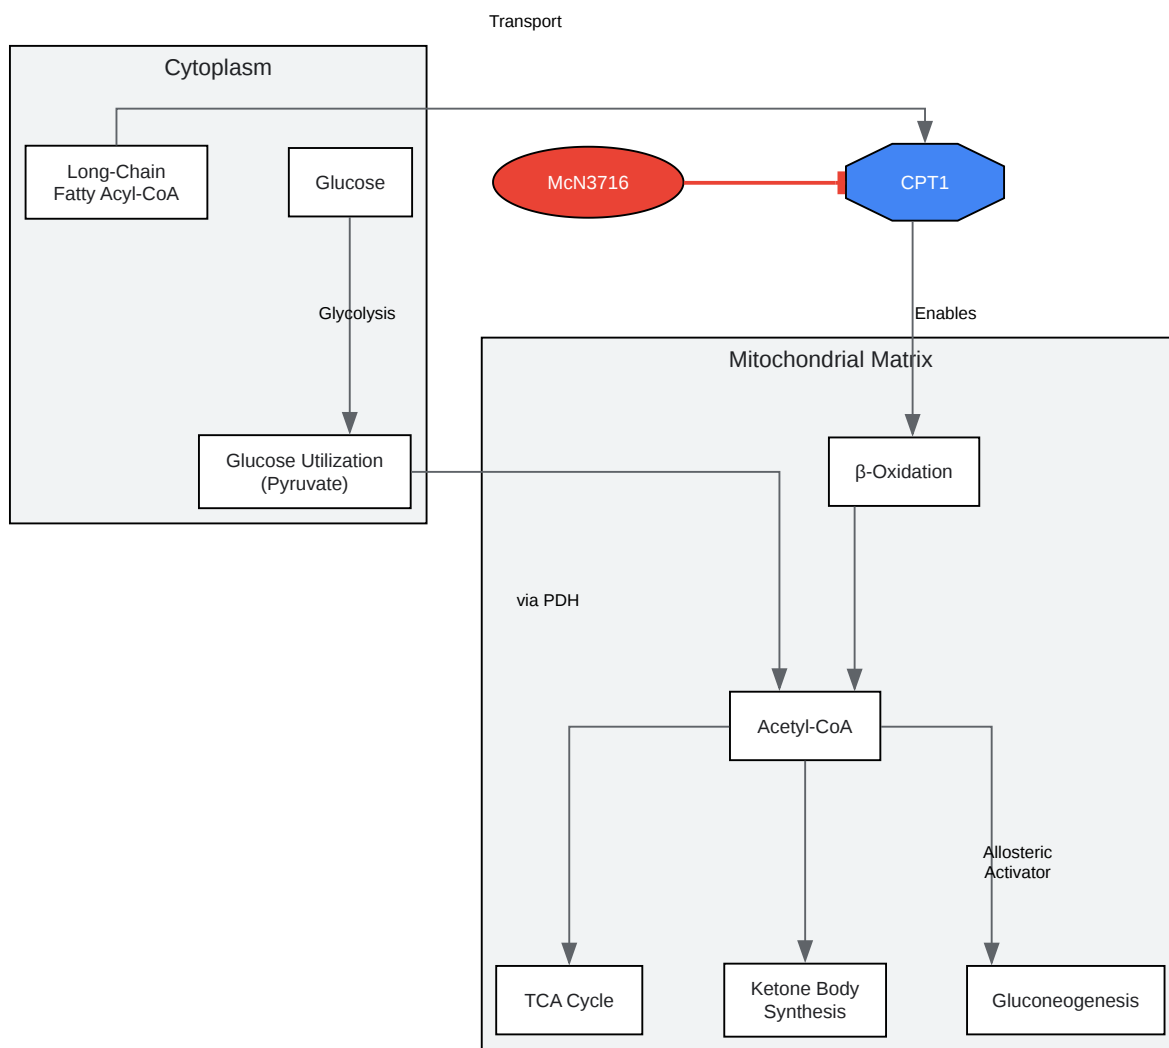 Transport
Cytoplasm
Long-Chain
Fatty Acyl-CoA
Glucose
McN3716
CPT1
Glycolysis
Enables
Mitochondrial Matrix
Glucose Utilization
(Pyruvate)
β-Oxidation
via PDH
Acetyl-CoA
Allosteric
Activator
TCA Cycle
Ketone Body
Synthesis
Gluconeogenesis